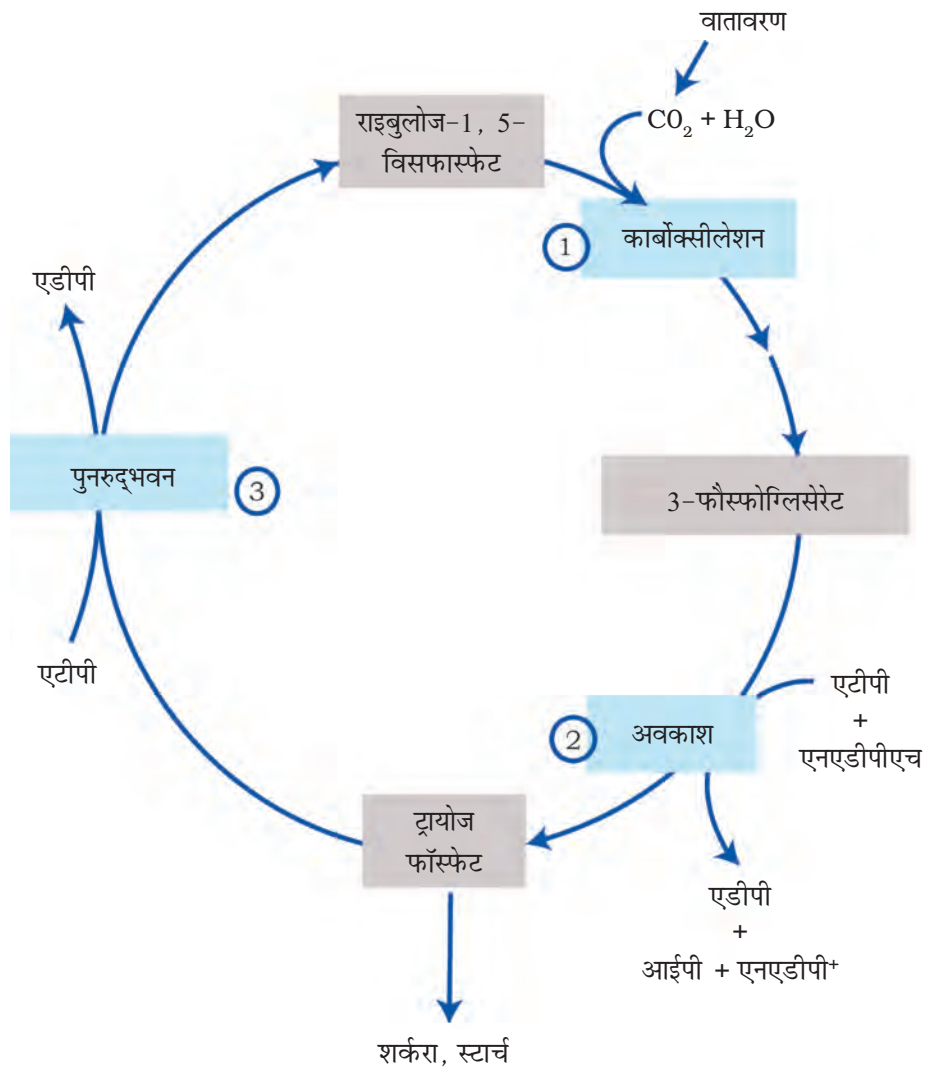 वातावरण
CO₂ + H₂O
राइबुलोज-1, 5-
विसफास्फेट
1
कार्बोक्सीलेशन
एडीपी
पुनरुद्‌भवन
3
3-फौस्फोग्लिसेरेट
एटीपी
एटीपी
+
एनएडीपीएच
2
अवकाश
ट्रायोज
फॉस्फेट
एडीपी
+
आईपी + एनएडीपी⁺
शर्करा, स्टार्च